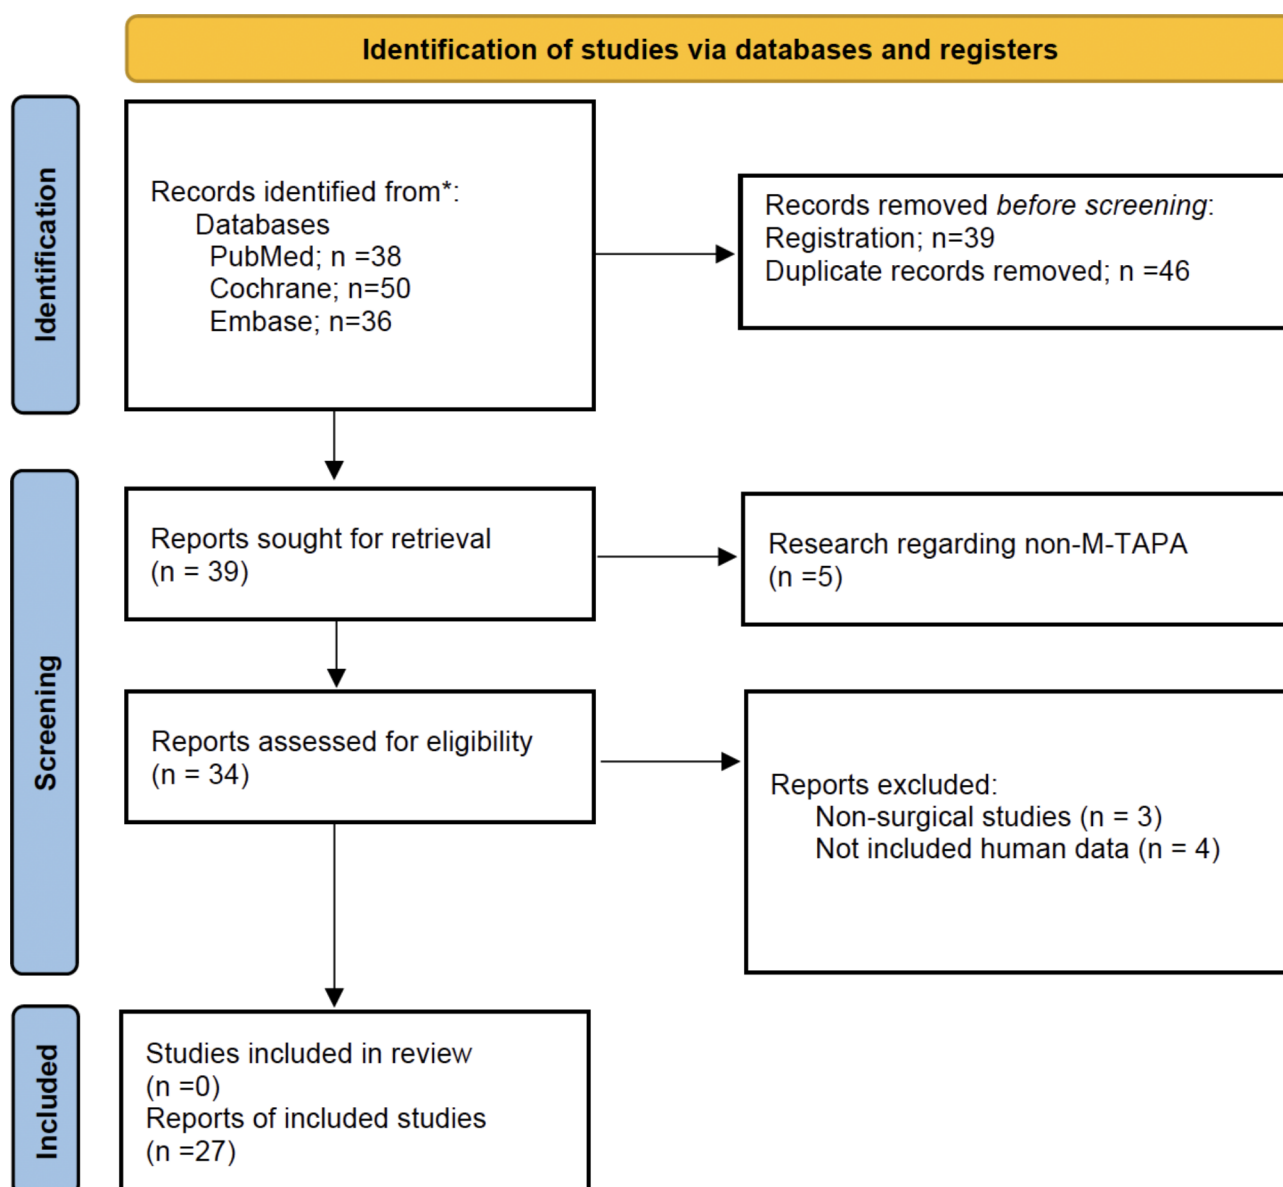 Identification of studies via databases and registers
Identification
Records identified from*:
Databases
PubMed; n =38
Cochrane; n=50
Embase; n=36
Records removed before screening:
Registration; n=39
Duplicate records removed; n =46
Screening
Reports sought for retrieval
(n = 39)
Research regarding non-M-TAPA
(n =5)
Reports assessed for eligibility
(n = 34)
Reports excluded:
Non-surgical studies (n = 3)
Not included human data (n = 4)
Included
Studies included in review
(n =0)
Reports of included studies
(n =27)